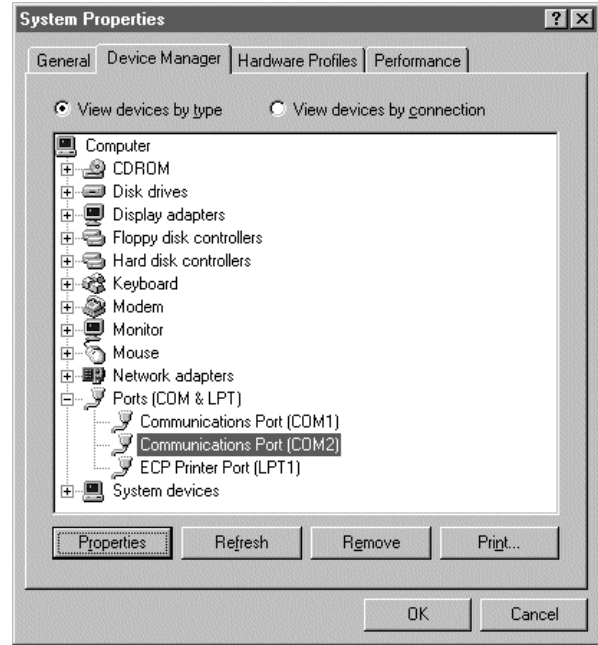 System Properties
General Device Manager Hardware Profiles Performance
View devices by type View devices by connection
Computer
CDROM
Disk drives
Display adapters
Floppy disk controllers
Hard disk controllers
Keyboard
Modem
Monitor
Mouse
Network adapters
Ports (COM & LPT)
Communications Port (COM1)
Communications Port (COM2)
ECP Printer Port (LPT1)
System devices
Properties Refresh Remove Print...
OK Cancel